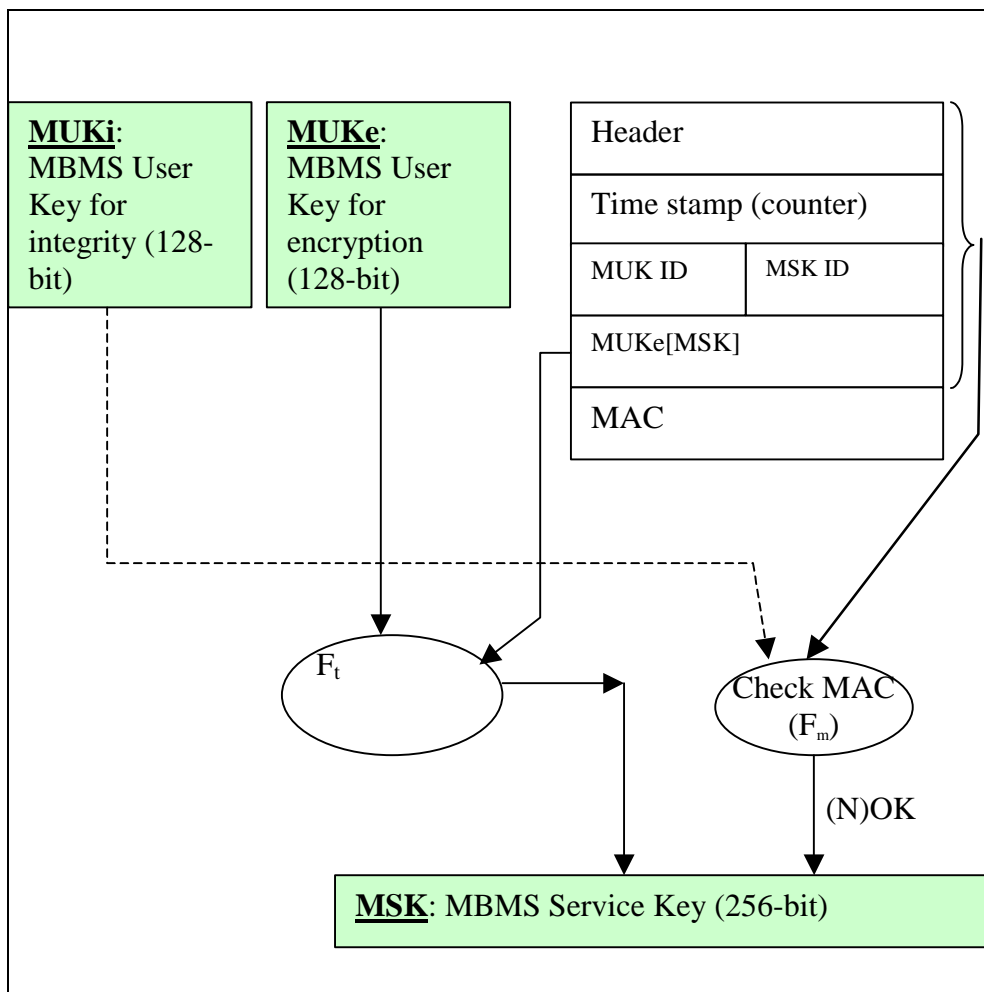 MUKi:
MBMS User
Key for
integrity (128-
bit)
MUKe:
MBMS User
Key for
encryption
(128-bit)
Header
Time stamp (counter)
MUK ID
MSK ID
MUKe[MSK]
MAC
Ft
Check MAC
(Fm)
(N)OK
MSK: MBMS Service Key (256-bit)